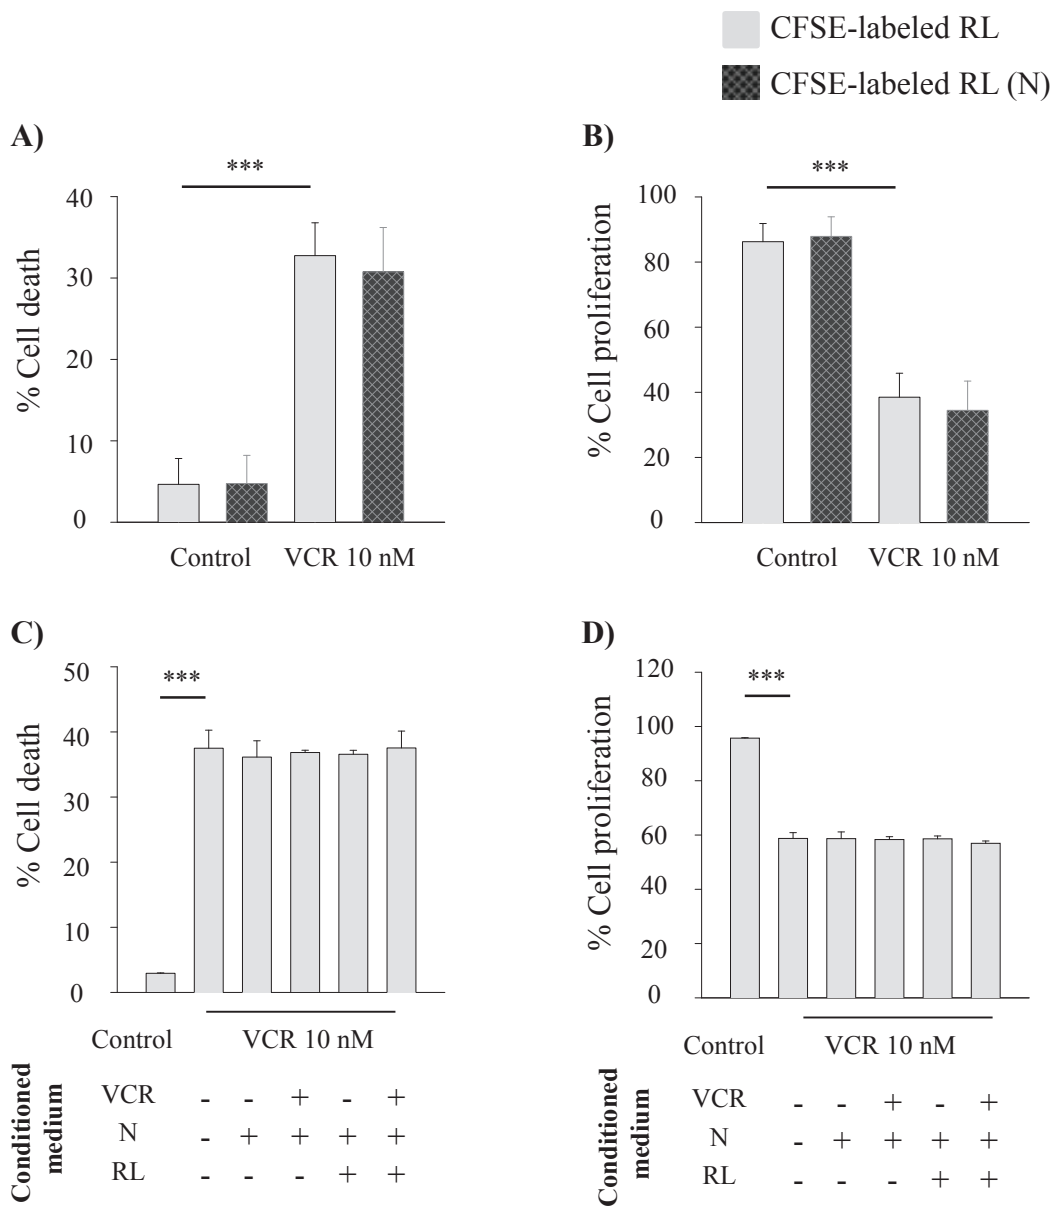 CFSE-labeled RL
CFSE-labeled RL (N)
A)
***
40
30
20
10
0
% Cell death
Control VCR 10 nM
B)
***
100
80
60
40
20
0
% Cell proliferation
Control VCR 10 nM
C)
***
50
40
30
20
10
0
% Cell death
Control VCR 10 nM
Conditioned
medium
VCR - - + - +
N - + + + +
RL - - - + +
D)
***
120
100
80
60
40
20
0
% Cell proliferation
Control VCR 10 nM
Conditioned
medium
VCR - - + - +
N - + + + +
RL - - - + +